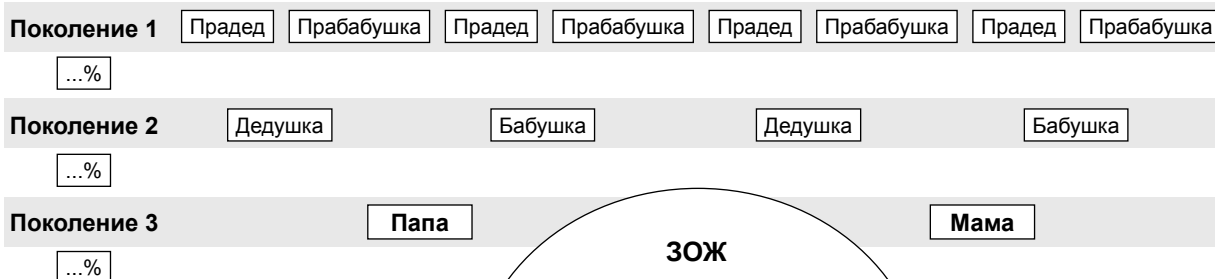 Поколение 1 Прадед Прабабушка Прадед Прабабушка Прадед Прабабушка Прадед Прабабушка
...%
Поколение 2 Дедушка Бабушка Дедушка Бабушка
...%
Поколение 3 Папа Мама
ЗОЖ
...%